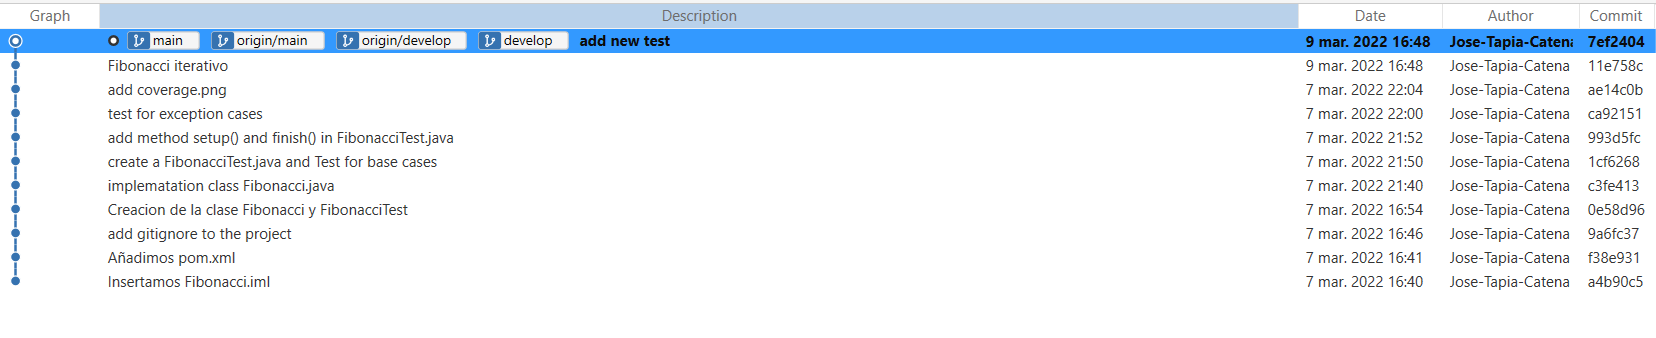 Graph Description Date Author Commit
main origin/main origin/develop develop add new test 9 mar. 2022 16:48 Jose-Tapia-Catena 7ef2404
Fibonacci iterativo 9 mar. 2022 16:48 Jose-Tapia-Catena 11e758c
add coverage.png 7 mar. 2022 22:04 Jose-Tapia-Catena ae14c0b
test for exception cases 7 mar. 2022 22:00 Jose-Tapia-Catena ca92151
add method setup() and finish() in FibonacciTest.java 7 mar. 2022 21:52 Jose-Tapia-Catena 993d5fc
create a FibonacciTest.java and Test for base cases 7 mar. 2022 21:50 Jose-Tapia-Catena 1cf6268
implematation class Fibonacci.java 7 mar. 2022 21:40 Jose-Tapia-Catena c3fe413
Creacion de la clase Fibonacci y FibonacciTest 7 mar. 2022 16:54 Jose-Tapia-Catena 0e58d96
add gitignore to the project 7 mar. 2022 16:46 Jose-Tapia-Catena 9a6fc37
Añadimos pom.xml 7 mar. 2022 16:41 Jose-Tapia-Catena f38e931
Insertamos Fibonacci.iml 7 mar. 2022 16:40 Jose-Tapia-Catena a4b90c5